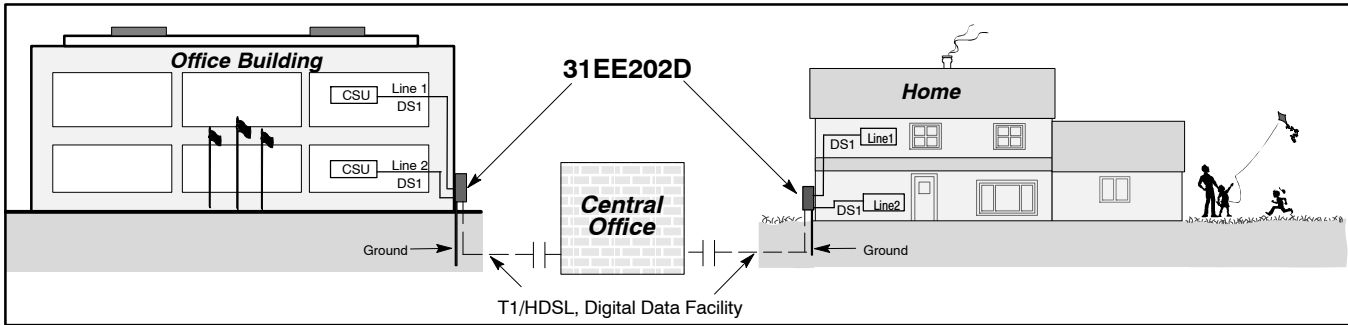 Office Building
CSU
Line 1
DS1
CSU
Line 2
DS1
Ground
31EE202D
Central
Office
T1/HDSL, Digital Data Facility
Home
DS1
Line1
DS1
Line2
Ground